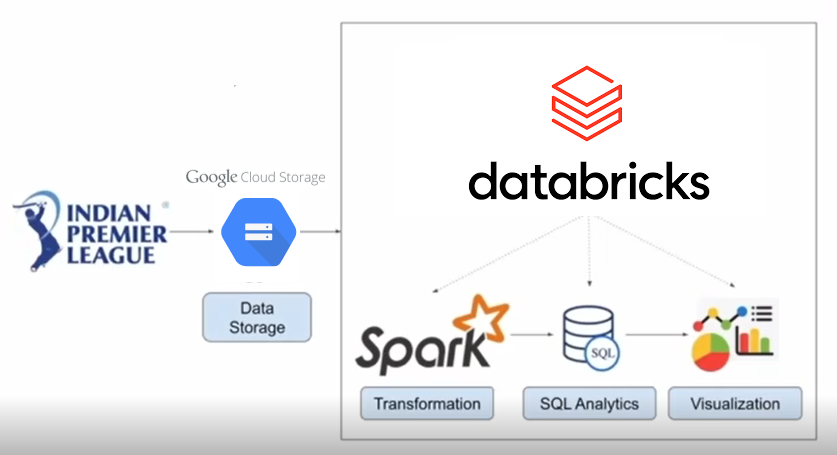 Google Cloud Storage
INDIAN
PREMIER
LEAGUE
®
Data
Storage
databricks
Spark
SQL
Transformation
SQL Analytics
Visualization